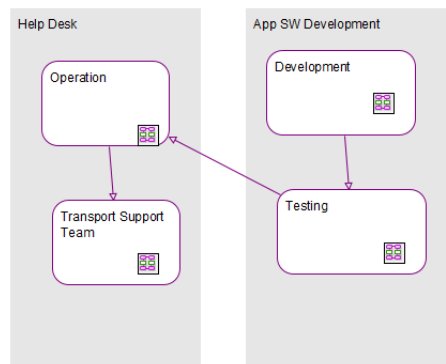 Help Desk
App SW Development
Operation
Development
Transport Support
Team
Testing